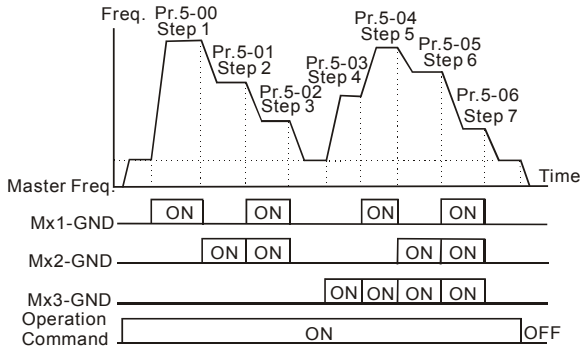 Freq.
Pr.5-00
Step 1
Pr.5-01
Step 2
Pr.5-02
Step 3
Pr.5-03
Step 4
Pr.5-04
Step 5
Pr.5-05
Step 6
Pr.5-06
Step 7
Time
Master Freq.
Mx1-GND ON ON ON ON
Mx2-GND ON ON ON ON
Mx3-GND ON ON ON ON
Operation
Command ON OFF